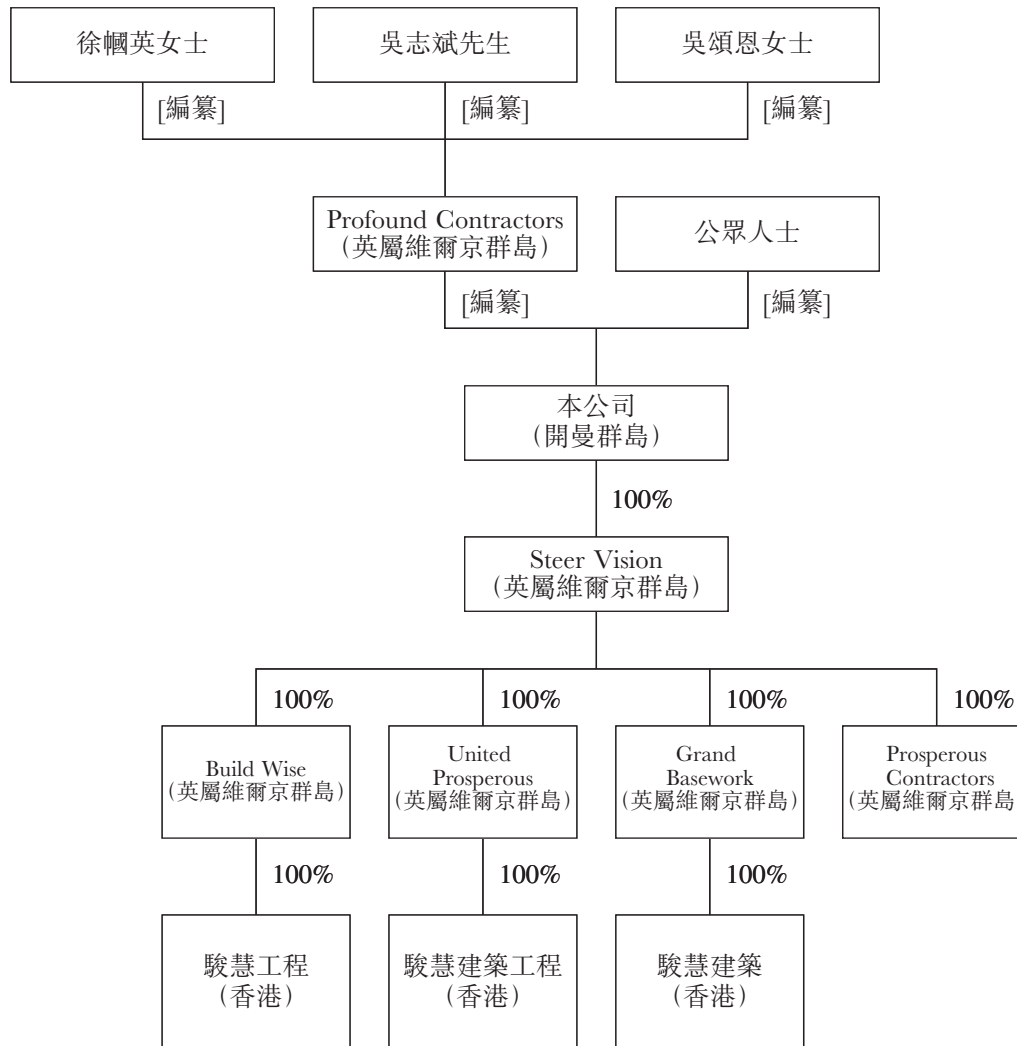 徐幗英女士
吳志斌先生
吳頌恩女士
[編纂]
[編纂]
[編纂]
Profound Contractors
(英屬維爾京群島)
公眾人士
[編纂]
[編纂]
本公司
(開曼群島)
100%
Steer Vision
(英屬維爾京群島)
100%
100%
100%
100%
Build Wise
(英屬維爾京群島)
United
Prosperous
(英屬維爾京群島)
Grand
Basework
(英屬維爾京群島)
Prosperous
Contractors
(英屬維爾京群島
100%
100%
100%
駿慧工程
(香港)
駿慧建築工程
(香港)
駿慧建築
(香港)